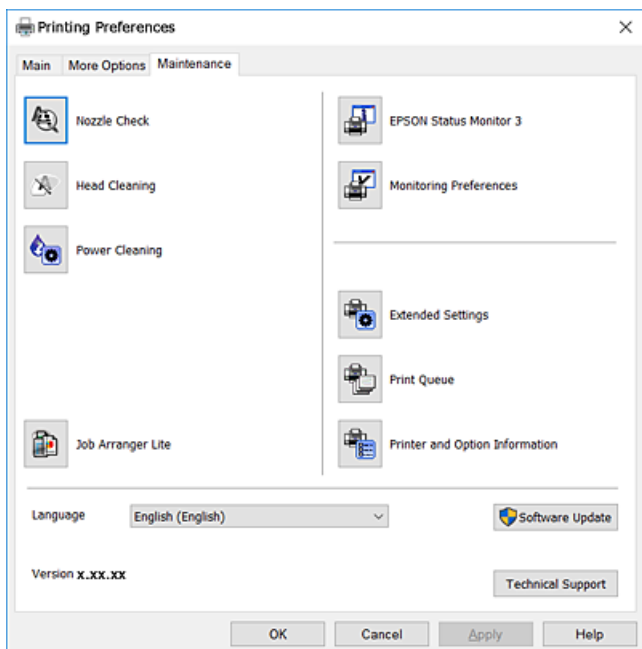 Printing Preferences
Main More Options Maintenance
Nozzle Check
EPSON Status Monitor 3
Head Cleaning
Monitoring Preferences
Power Cleaning
Extended Settings
Print Queue
Job Arranger Lite
Printer and Option Information
Language English (English) Software Update
Version x.xx.xx
Technical Support
OK Cancel Apply Help